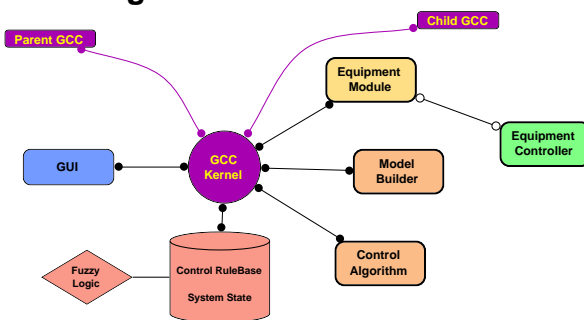 Child GCC
Parent GCC
Equipment
Module
Equipment
Controller
GCC
Kernel
GUI
Model
Builder
Fuzzy
Logic
Control RuleBase
System State
Control
Algorithm